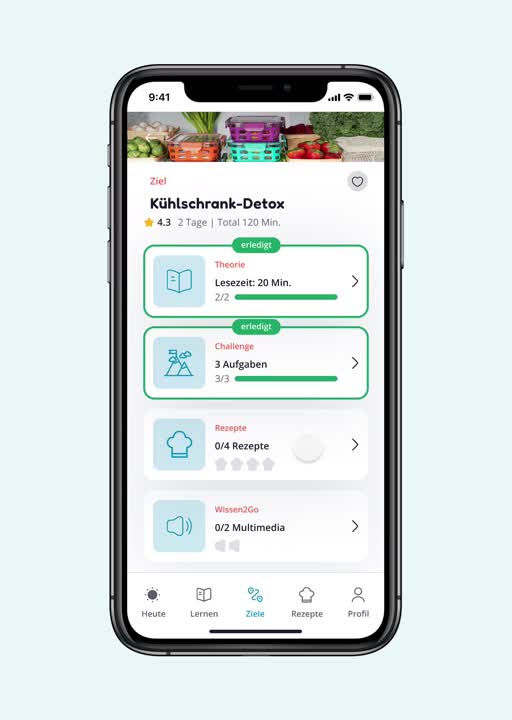 9:41
Ziel
Kühlschrank-Detox
4.3 2 Tage | Total 120 Min.
erledigt
Theorie
Lesezeit: 20 Min.
2/2
erledigt
Challenge
3 Aufgaben
3/3
Rezepte
0/4 Rezepte
Wissen2Go
0/2 Multimedia
Heute Lernen Ziele Rezepte Profil